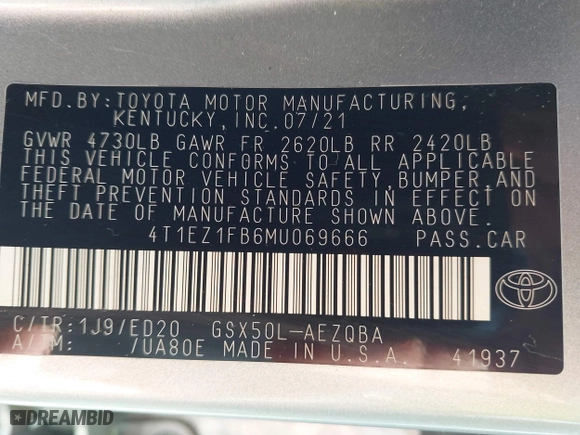 MFD.BY:TOYOTA MOTOR MANUFACTURING,
KENTUCKY,INC.07/21
GVWR 4730LB GAWR FR 2620LB RR 2420LB
THIS VEHICLE CONFORMS TO ALL APPLICABLE
FEDERAL MOTOR VEHICLE SAFETY,BUMPER,AND
THEFT PREVENTION STANDARDS IN EFFECT ON
THE DATE OF MANUFACTURE SHOWN ABOVE.
4T1EZ1FB6MU069666 PASS.CAR
C/TR:1J9/ED20 GSX50L-AEZQBA
A/TM: /UA80E MADE IN U.S.A. 41937
DREAMBID